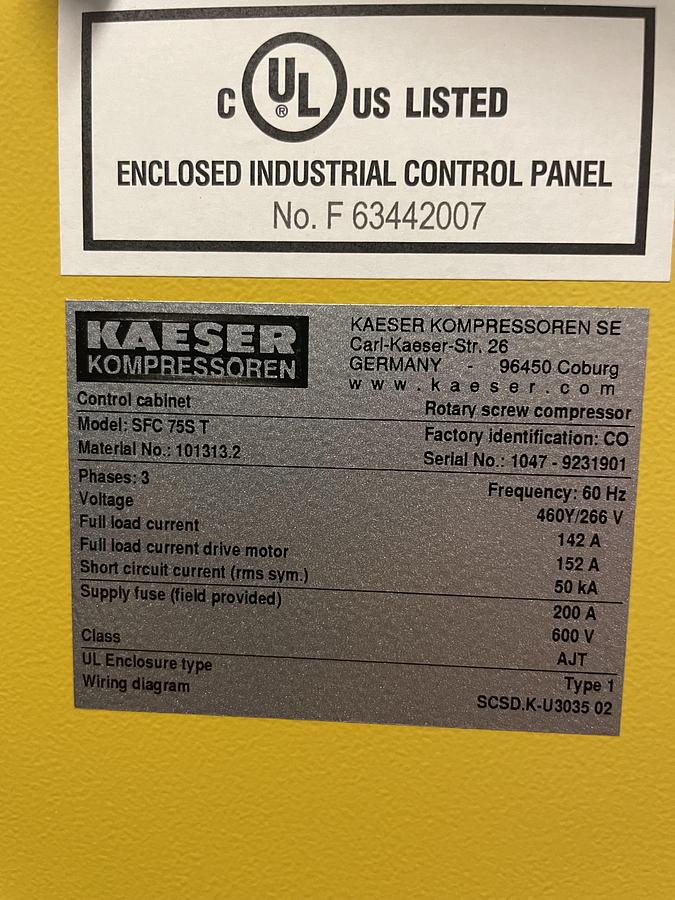 C UL® US LISTED
ENCLOSED INDUSTRIAL CONTROL PANEL
No. F 63442007
KAESER
KOMPRESSOREN
KAESER KOMPRESSOREN SE
Carl-Kaeser-Str. 26
GERMANY - 96450 Coburg
www.kaeser.com
Control cabinet Rotary screw compressor
Model: SFC 75S T Factory identification: CO
Material No.: 101313.2 Serial No.: 1047 - 9231901
Phases: 3 Frequency: 60 Hz
Voltage 460Y/266 V
Full load current 142 A
Full load current drive motor 152 A
Short circuit current (rms sym.) 50 kA
Supply fuse (field provided) 200 A
600 V
Class AJT
UL Enclosure type Type 1
Wiring diagram SCSD.K-U3035 02